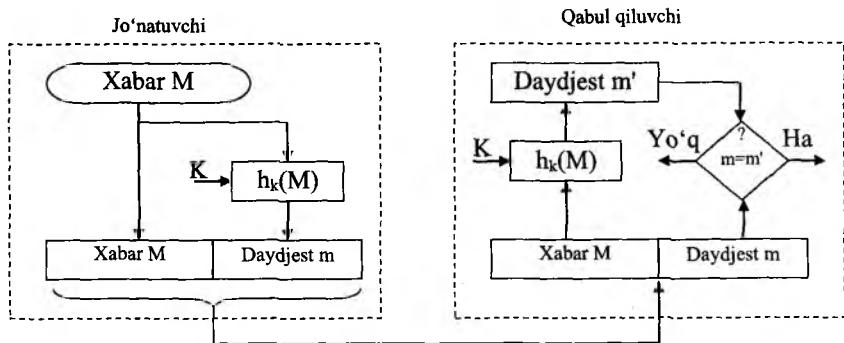 Jo‘natuvchi
Xabar M
K
hₖ(M)
Xabar M
Daydjest m
Qabul qiluvchi
Daydjest m'
K
hₖ(M)
Yo‘q
?
m=m'
Ha
Xabar M
Daydjest m